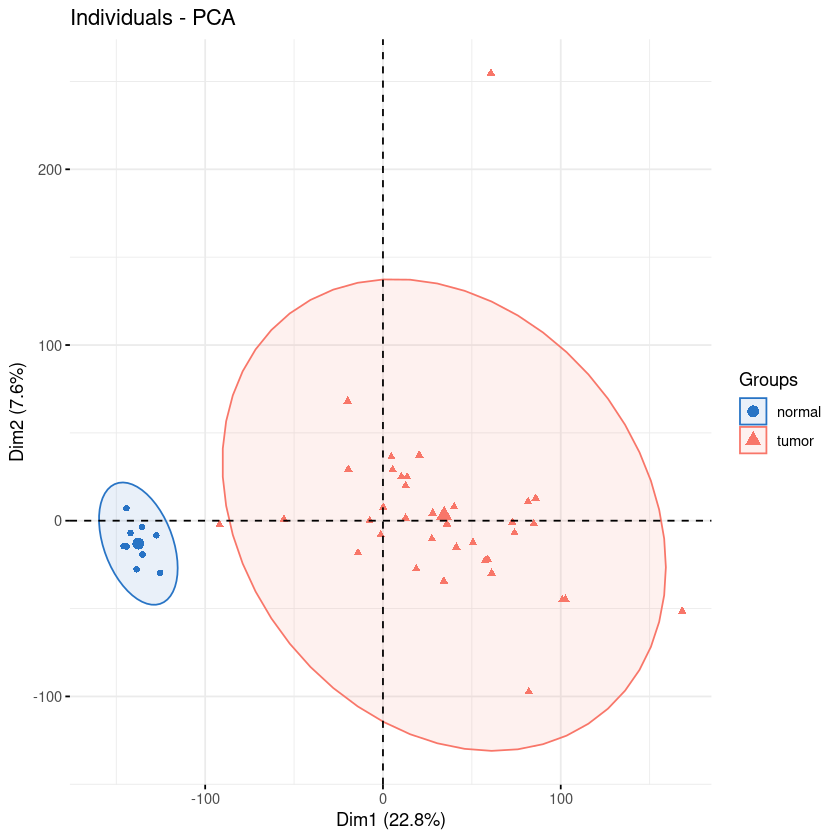 Individuals - PCA
Dim2 (7.6%)
200
100
0
-100
-100
0
100
Dim1 (22.8%)
Groups
normal
tumor